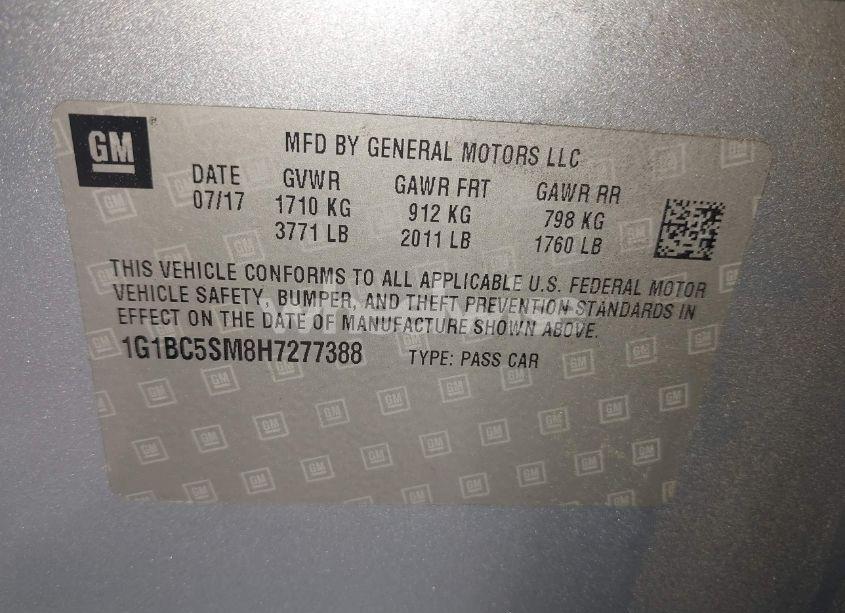 GM
MFD BY GENERAL MOTORS LLC
DATE GVWR GAWR FRT GAWR RR
07/17 1710 KG 912 KG 798 KG
3771 LB 2011 LB 1760 LB
THIS VEHICLE CONFORMS TO ALL APPLICABLE U.S. FEDERAL MOTOR
VEHICLE SAFETY, BUMPER, AND THEFT PREVENTION STANDARDS IN
EFFECT ON THE DATE OF MANUFACTURE SHOWN ABOVE.
1G1BC5SM8H7277388 TYPE: PASS CAR